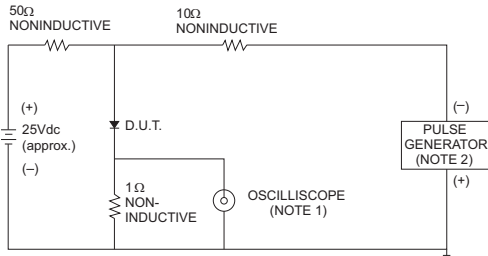 50Ω
NONINDUCTIVE
10Ω
NONINDUCTIVE
(+)
25Vdc
(approx.)
(–)
D.U.T.
1Ω
NON-
INDUCTIVE
OSCILLISCOPE
(NOTE 1)
(–)
PULSE
GENERATOR
(NOTE 2)
(+)